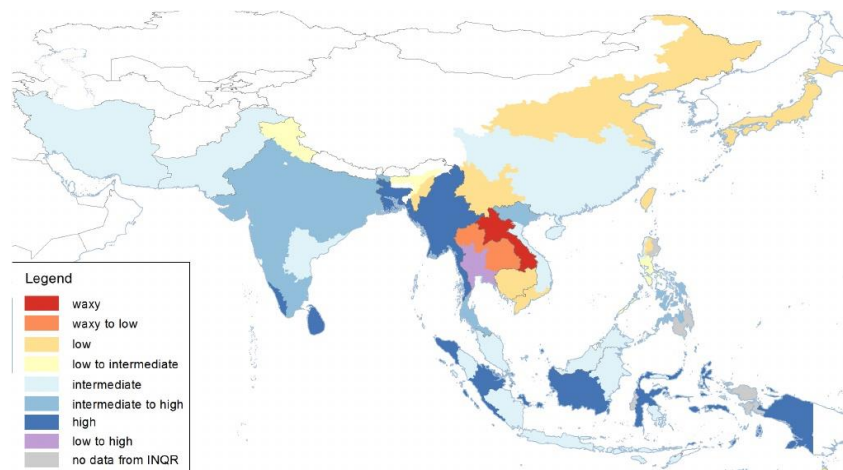 Legend
waxy
waxy to low
low
low to intermediate
intermediate
intermediate to high
high
low to high
no data from INQR